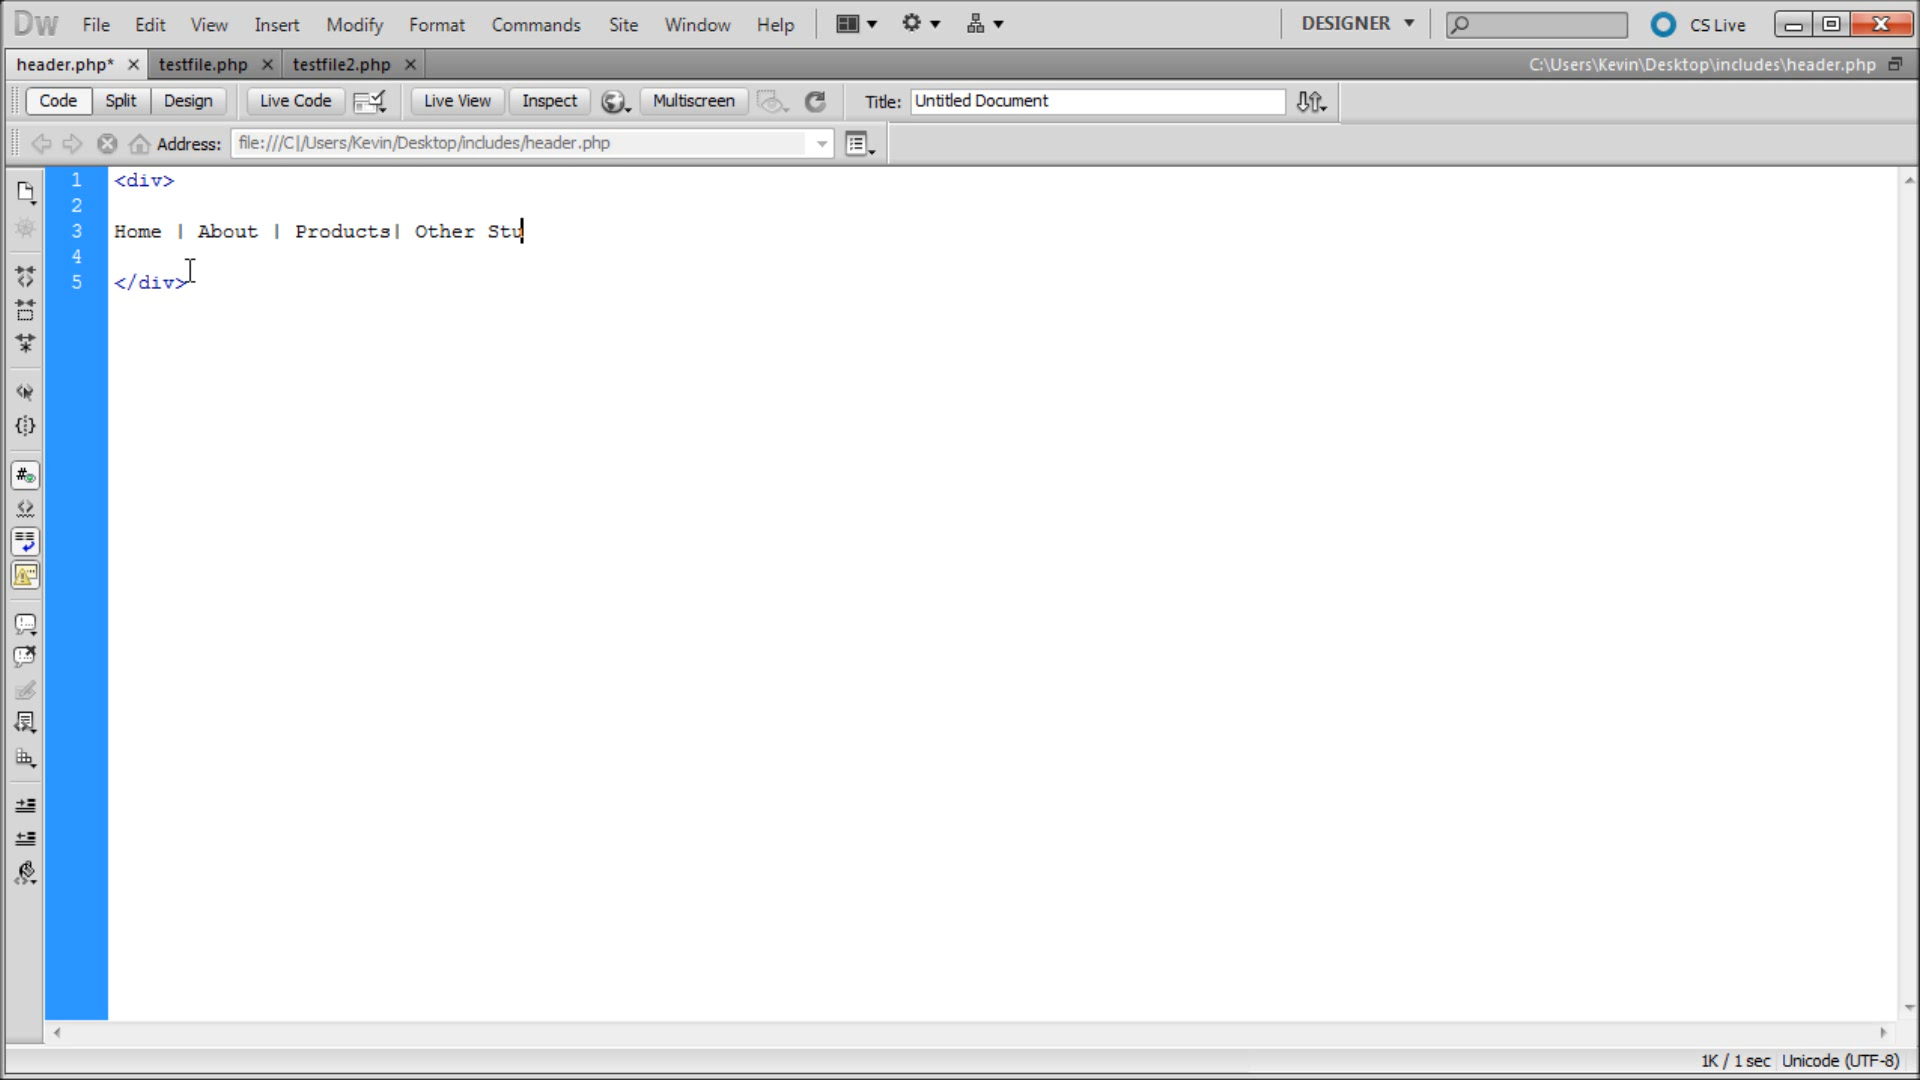 Dw File Edit View Insert Modify Format Commands Site Window Help DESIGNER CS Live
header.php* testfile.php testfile2.php C:\Users\Kevin\Desktop\includes\header.php
Code Split Design Live Code Live View Inspect Multiscreen Title: Untitled Document
Address: file:///C|/Users/Kevin/Desktop/includes/header.php
1 <div>
2
3 Home | About | Products| Other Stu
4
5 </div>
1K / 1 sec Unicode (UTF-8)